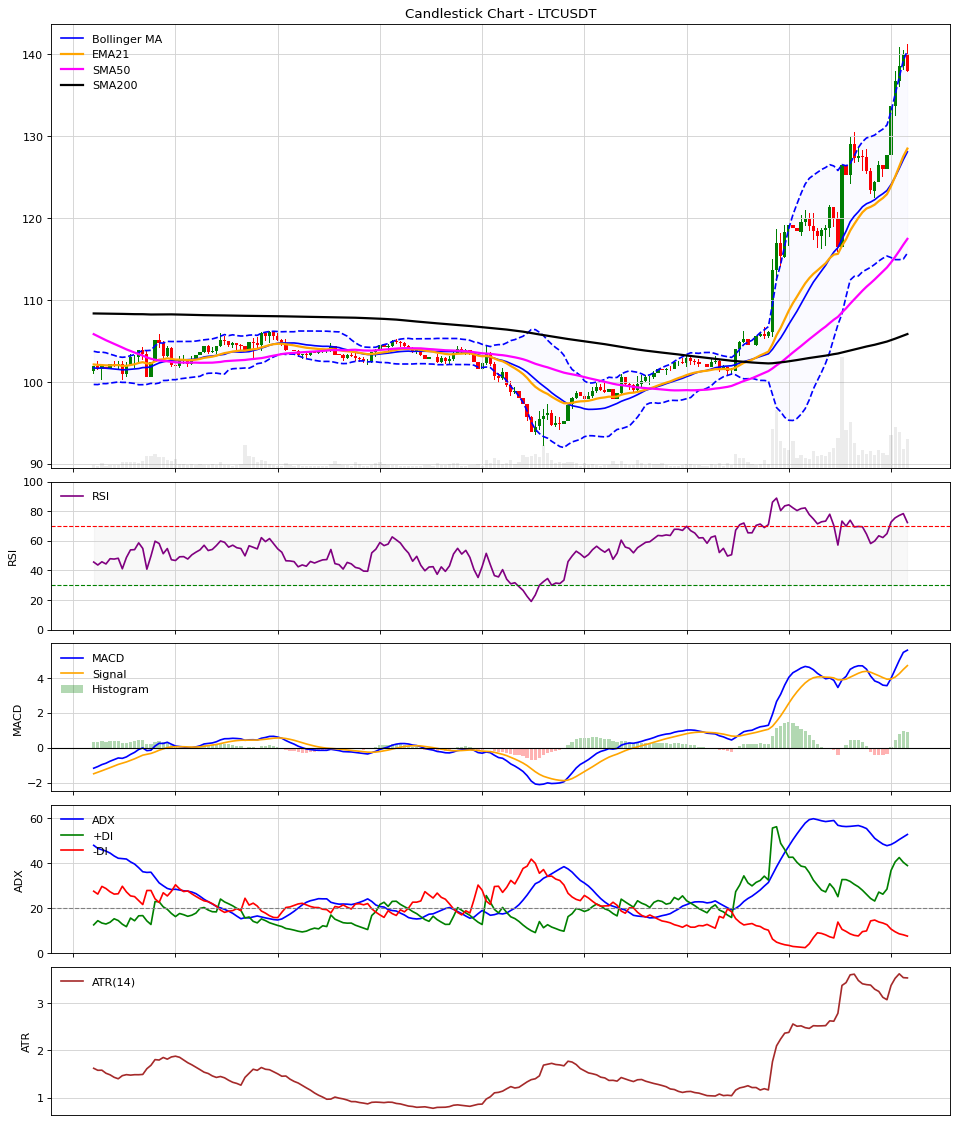 Candlestick Chart - LTCUSDT
Bollinger MA
EMA21
SMA50
SMA200
140
130
120
110
100
90
RSI
RSI
100
80
60
40
20
0
MACD
Signal
Histogram
MACD
4
2
0
−2
ADX
+DI
-DI
ADX
60
40
20
0
ATR(14)
ATR
3
2
1